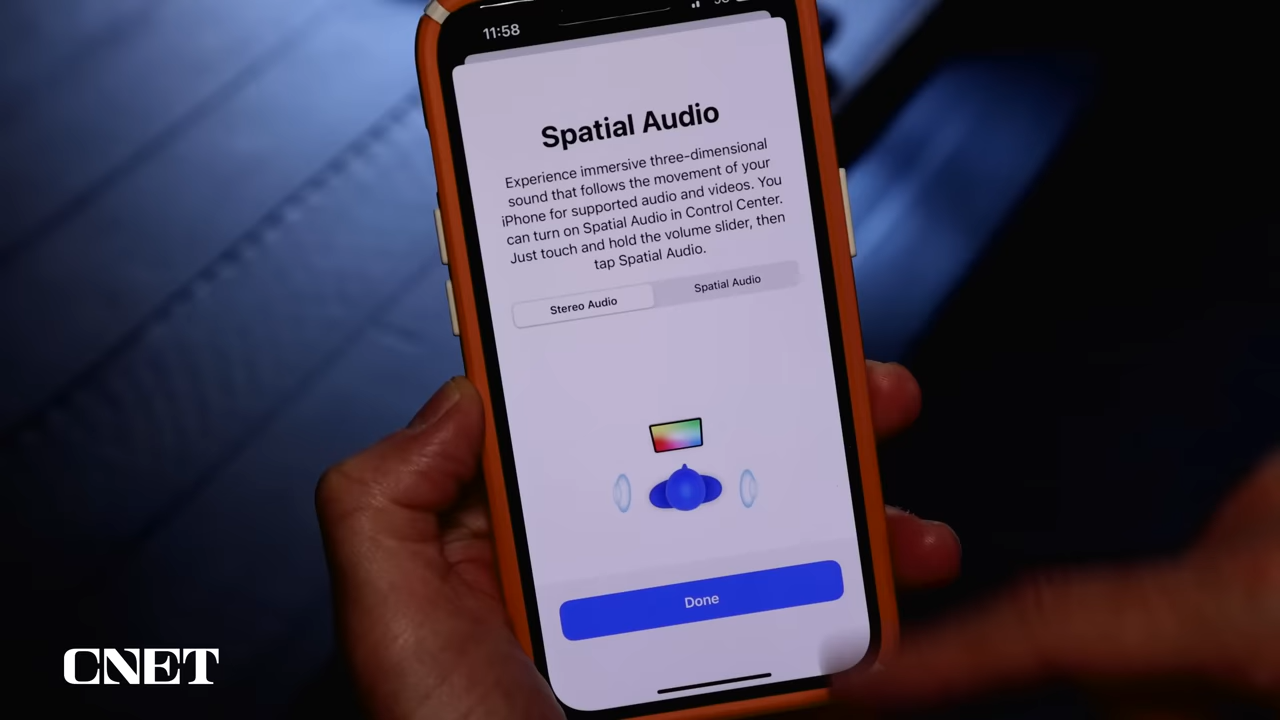 11:58
Spatial Audio
Experience immersive three-dimensional
sound that follows the movement of your
iPhone for supported audio and videos. You
can turn on Spatial Audio in Control Center.
Just touch and hold the volume slider, then
tap Spatial Audio.
Stereo Audio
Spatial Audio
Done
CNET